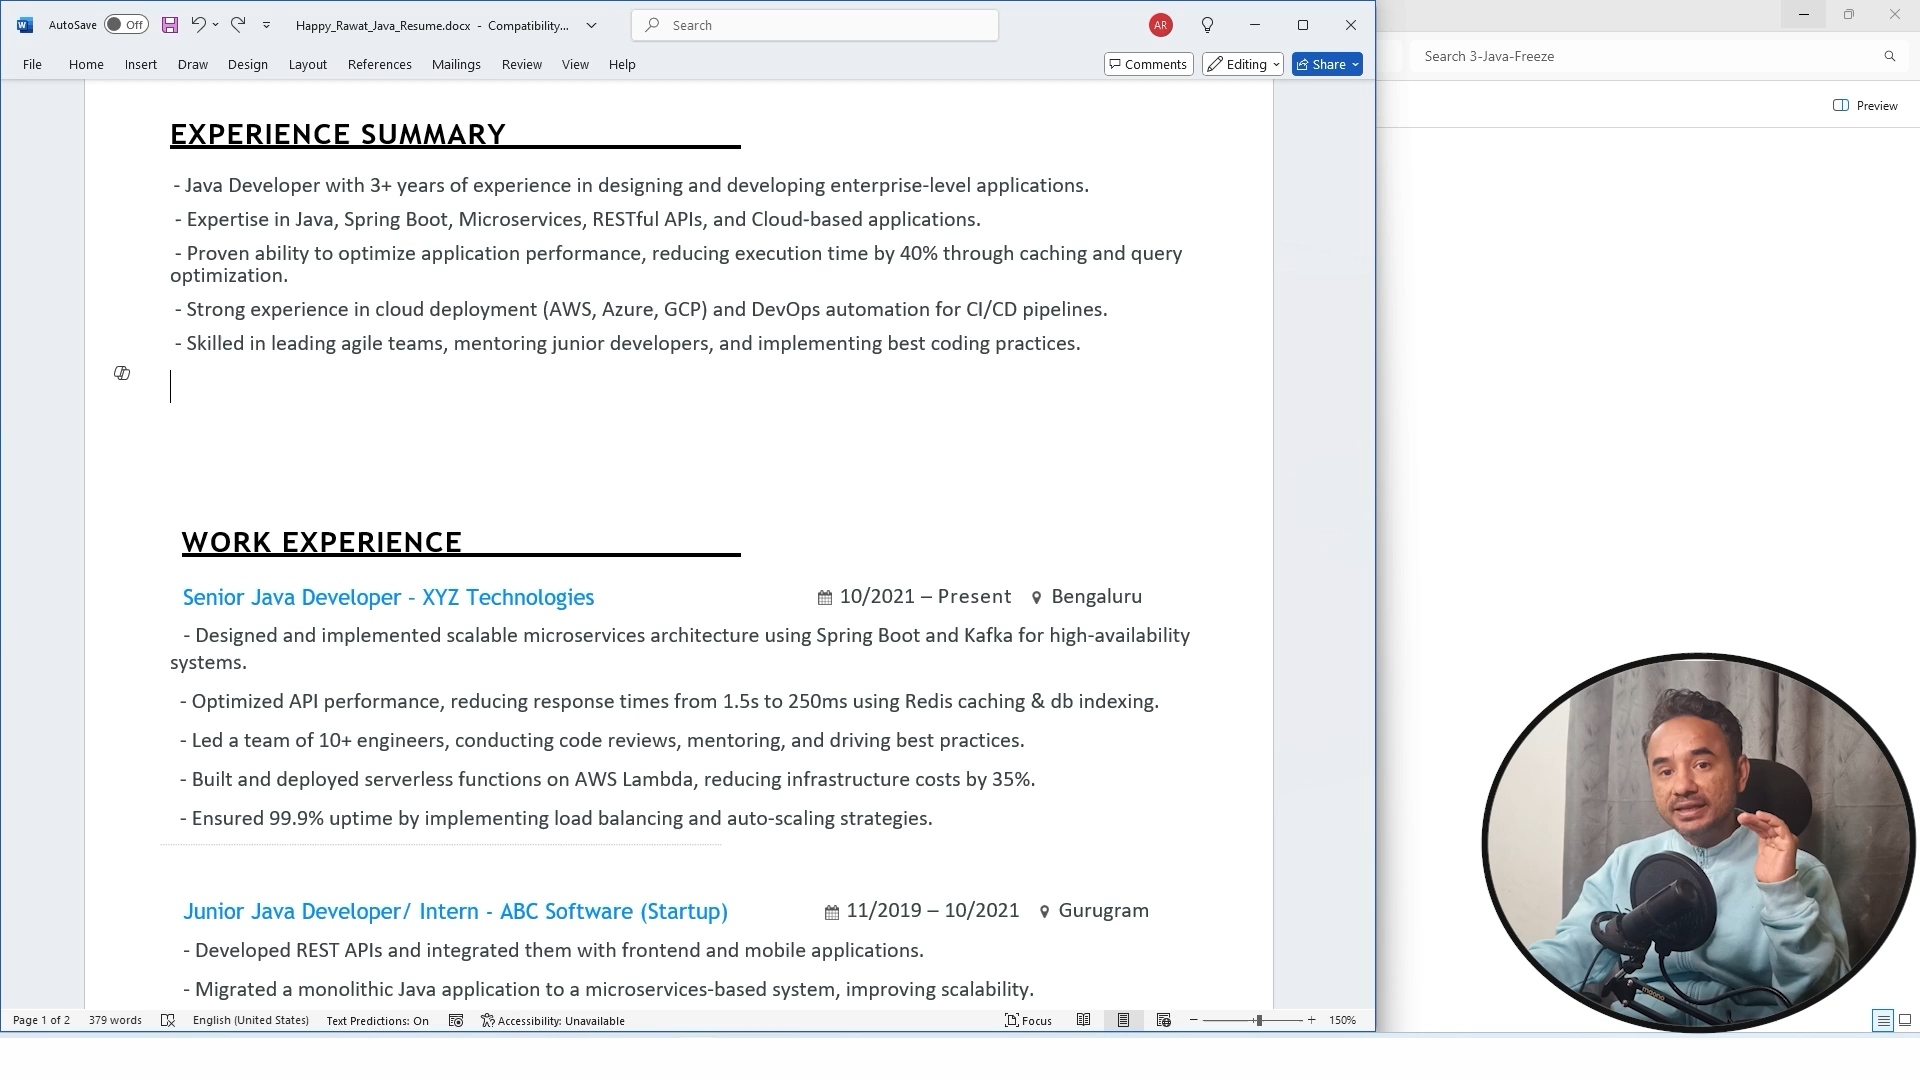 AutoSave Off Happy_Rawat_Java_Resume.docx - Compatibility... Search AR
File Home Insert Draw Design Layout References Mailings Review View Help Comments Editing Share
Search 3-Java-Freeze
Preview
EXPERIENCE SUMMARY
- Java Developer with 3+ years of experience in designing and developing enterprise-level applications.
- Expertise in Java, Spring Boot, Microservices, RESTful APIs, and Cloud-based applications.
- Proven ability to optimize application performance, reducing execution time by 40% through caching and query
optimization.
- Strong experience in cloud deployment (AWS, Azure, GCP) and DevOps automation for CI/CD pipelines.
- Skilled in leading agile teams, mentoring junior developers, and implementing best coding practices.
WORK EXPERIENCE
Senior Java Developer - XYZ Technologies 10/2021 – Present Bengaluru
- Designed and implemented scalable microservices architecture using Spring Boot and Kafka for high-availability
systems.
- Optimized API performance, reducing response times from 1.5s to 250ms using Redis caching & db indexing.
- Led a team of 10+ engineers, conducting code reviews, mentoring, and driving best practices.
- Built and deployed serverless functions on AWS Lambda, reducing infrastructure costs by 35%.
- Ensured 99.9% uptime by implementing load balancing and auto-scaling strategies.
Junior Java Developer/ Intern - ABC Software (Startup) 11/2019 – 10/2021 Gurugram
- Developed REST APIs and integrated them with frontend and mobile applications.
- Migrated a monolithic Java application to a microservices-based system, improving scalability.
Page 1 of 2 379 words English (United States) Text Predictions: On Accessibility: Unavailable Focus 150%
maono